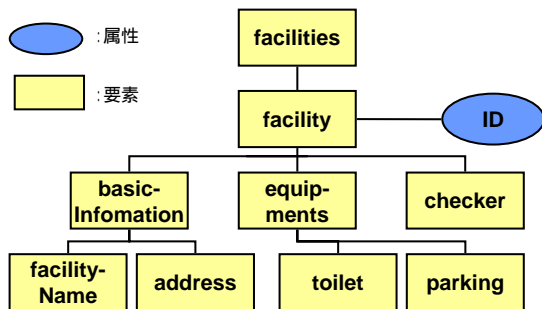 :属性
:要素
facilities
facility
ID
basic-
Infomation
equip-
ments
checker
facility-
Name
address
toilet
parking